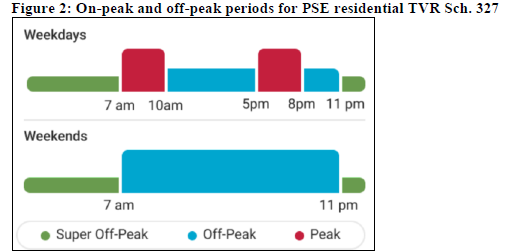 Figure 2: On-peak and off-peak periods for PSE residential TVR Sch. 327
Weekdays
7 am 10am 5pm 8pm 11 pm
Weekends
7 am 11 pm
Super Off-Peak Off-Peak Peak